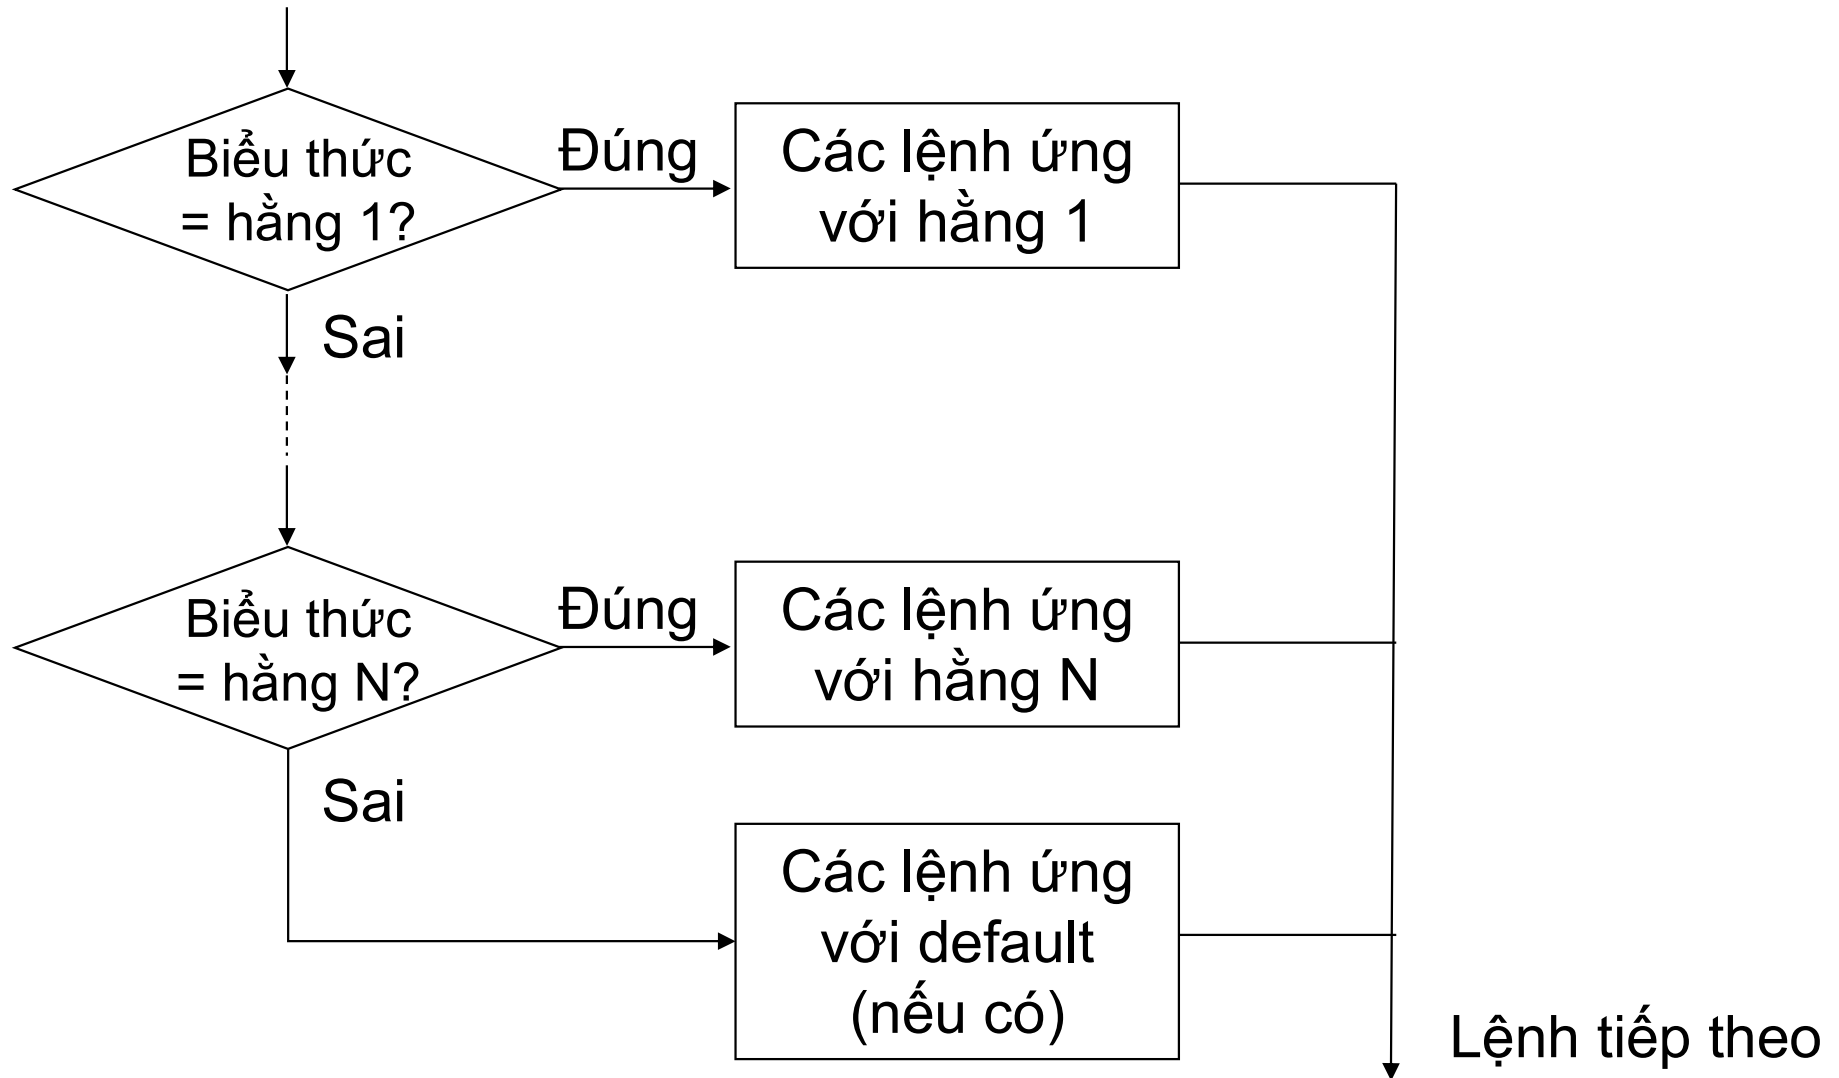 Biểu thức
= hằng 1?
Đúng
Các lệnh ứng
với hằng 1
Sai
Biểu thức
= hằng N?
Đúng
Các lệnh ứng
với hằng N
Sai
Các lệnh ứng
với default
(nếu có)
Lệnh tiếp theo